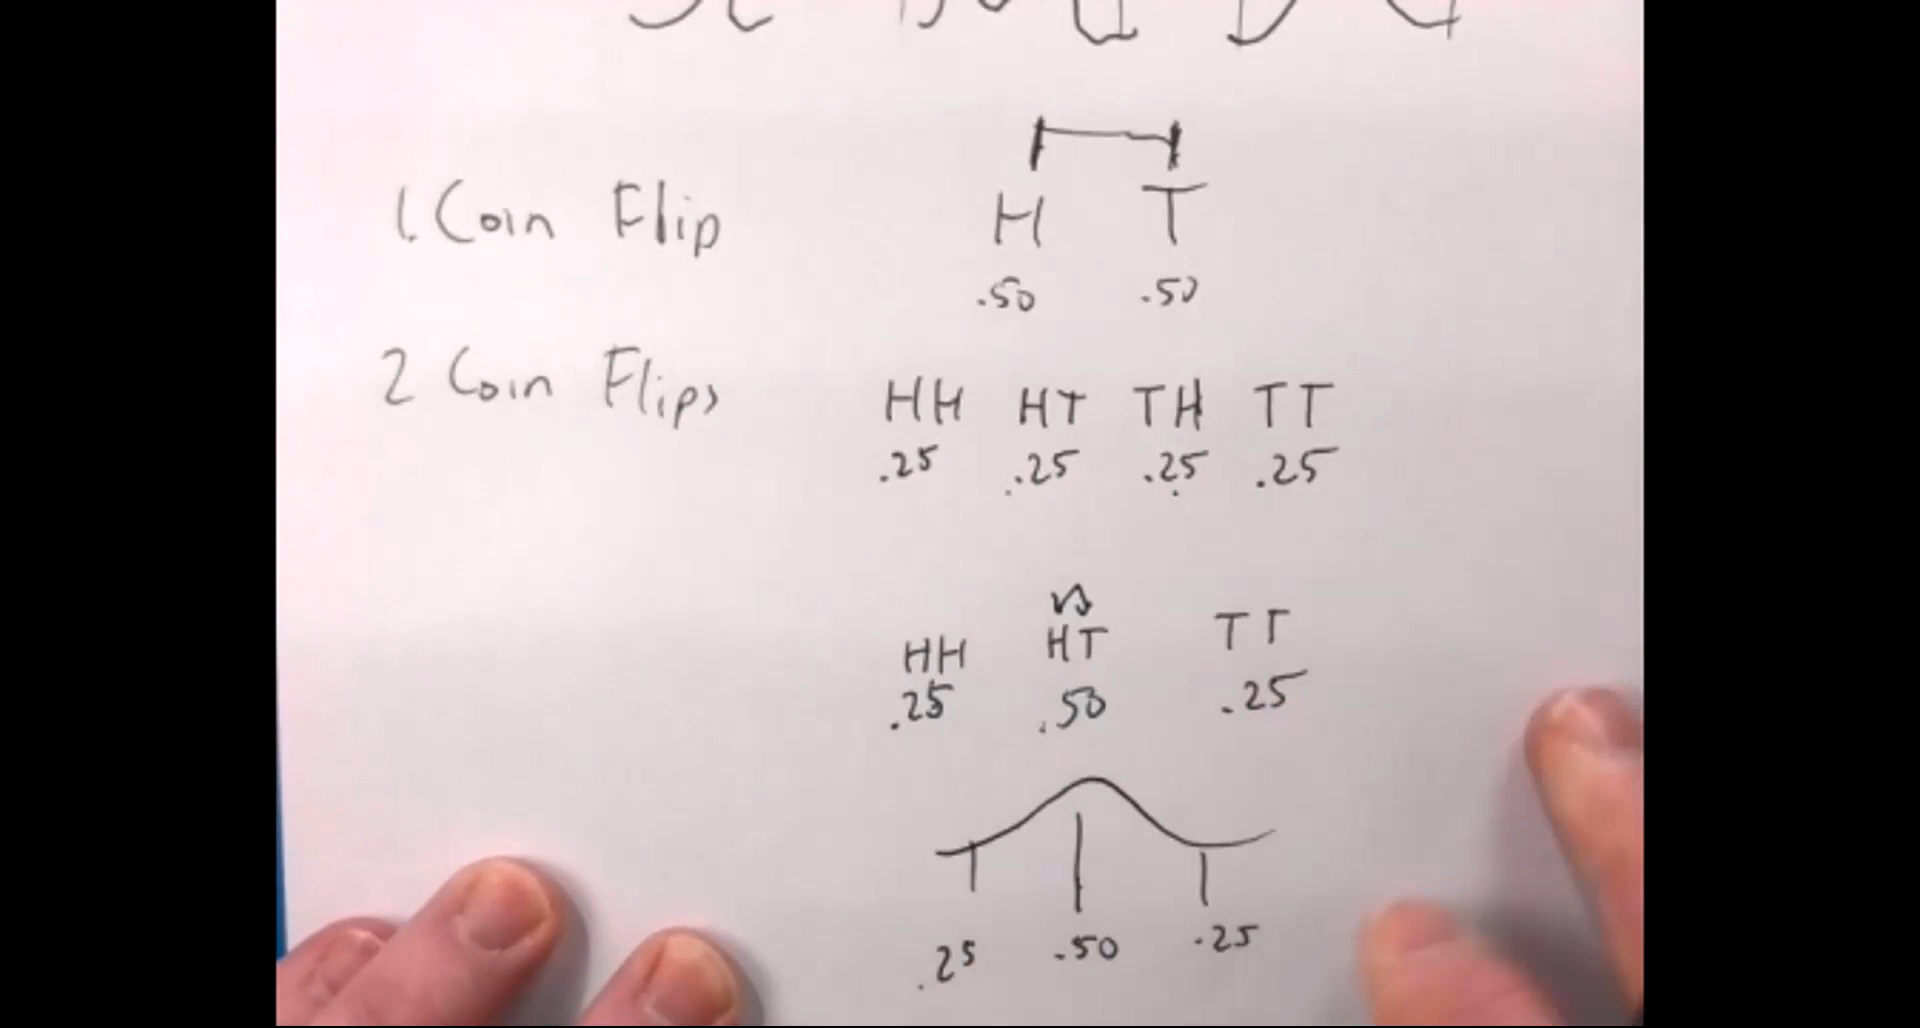 1. Coin Flip H T
.50 .50
2 Coin Flips HH HT TH TT
.25 .25 .25 .25
HH HT TT
.25 .50 .25
.25 .50 .25